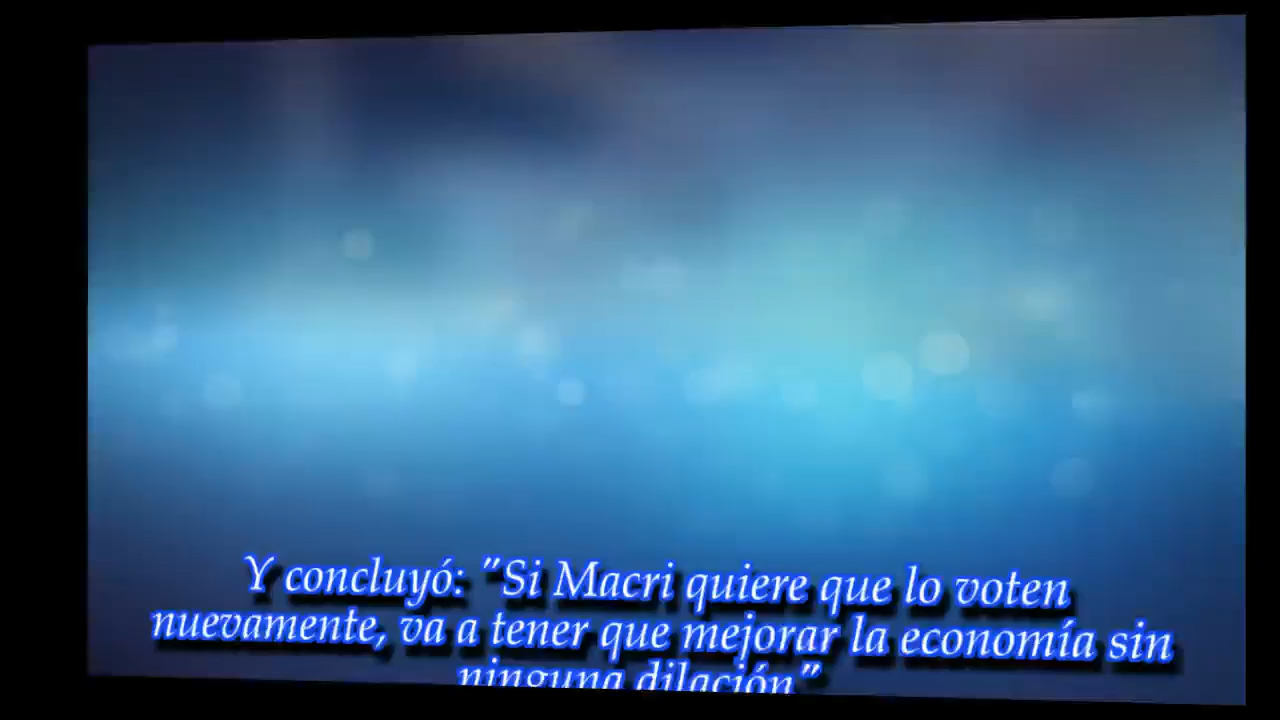 Y concluyó: "Si Macri quiere que lo voten
nuevamente, va a tener que mejorar la economía sin
ninguna dilación"